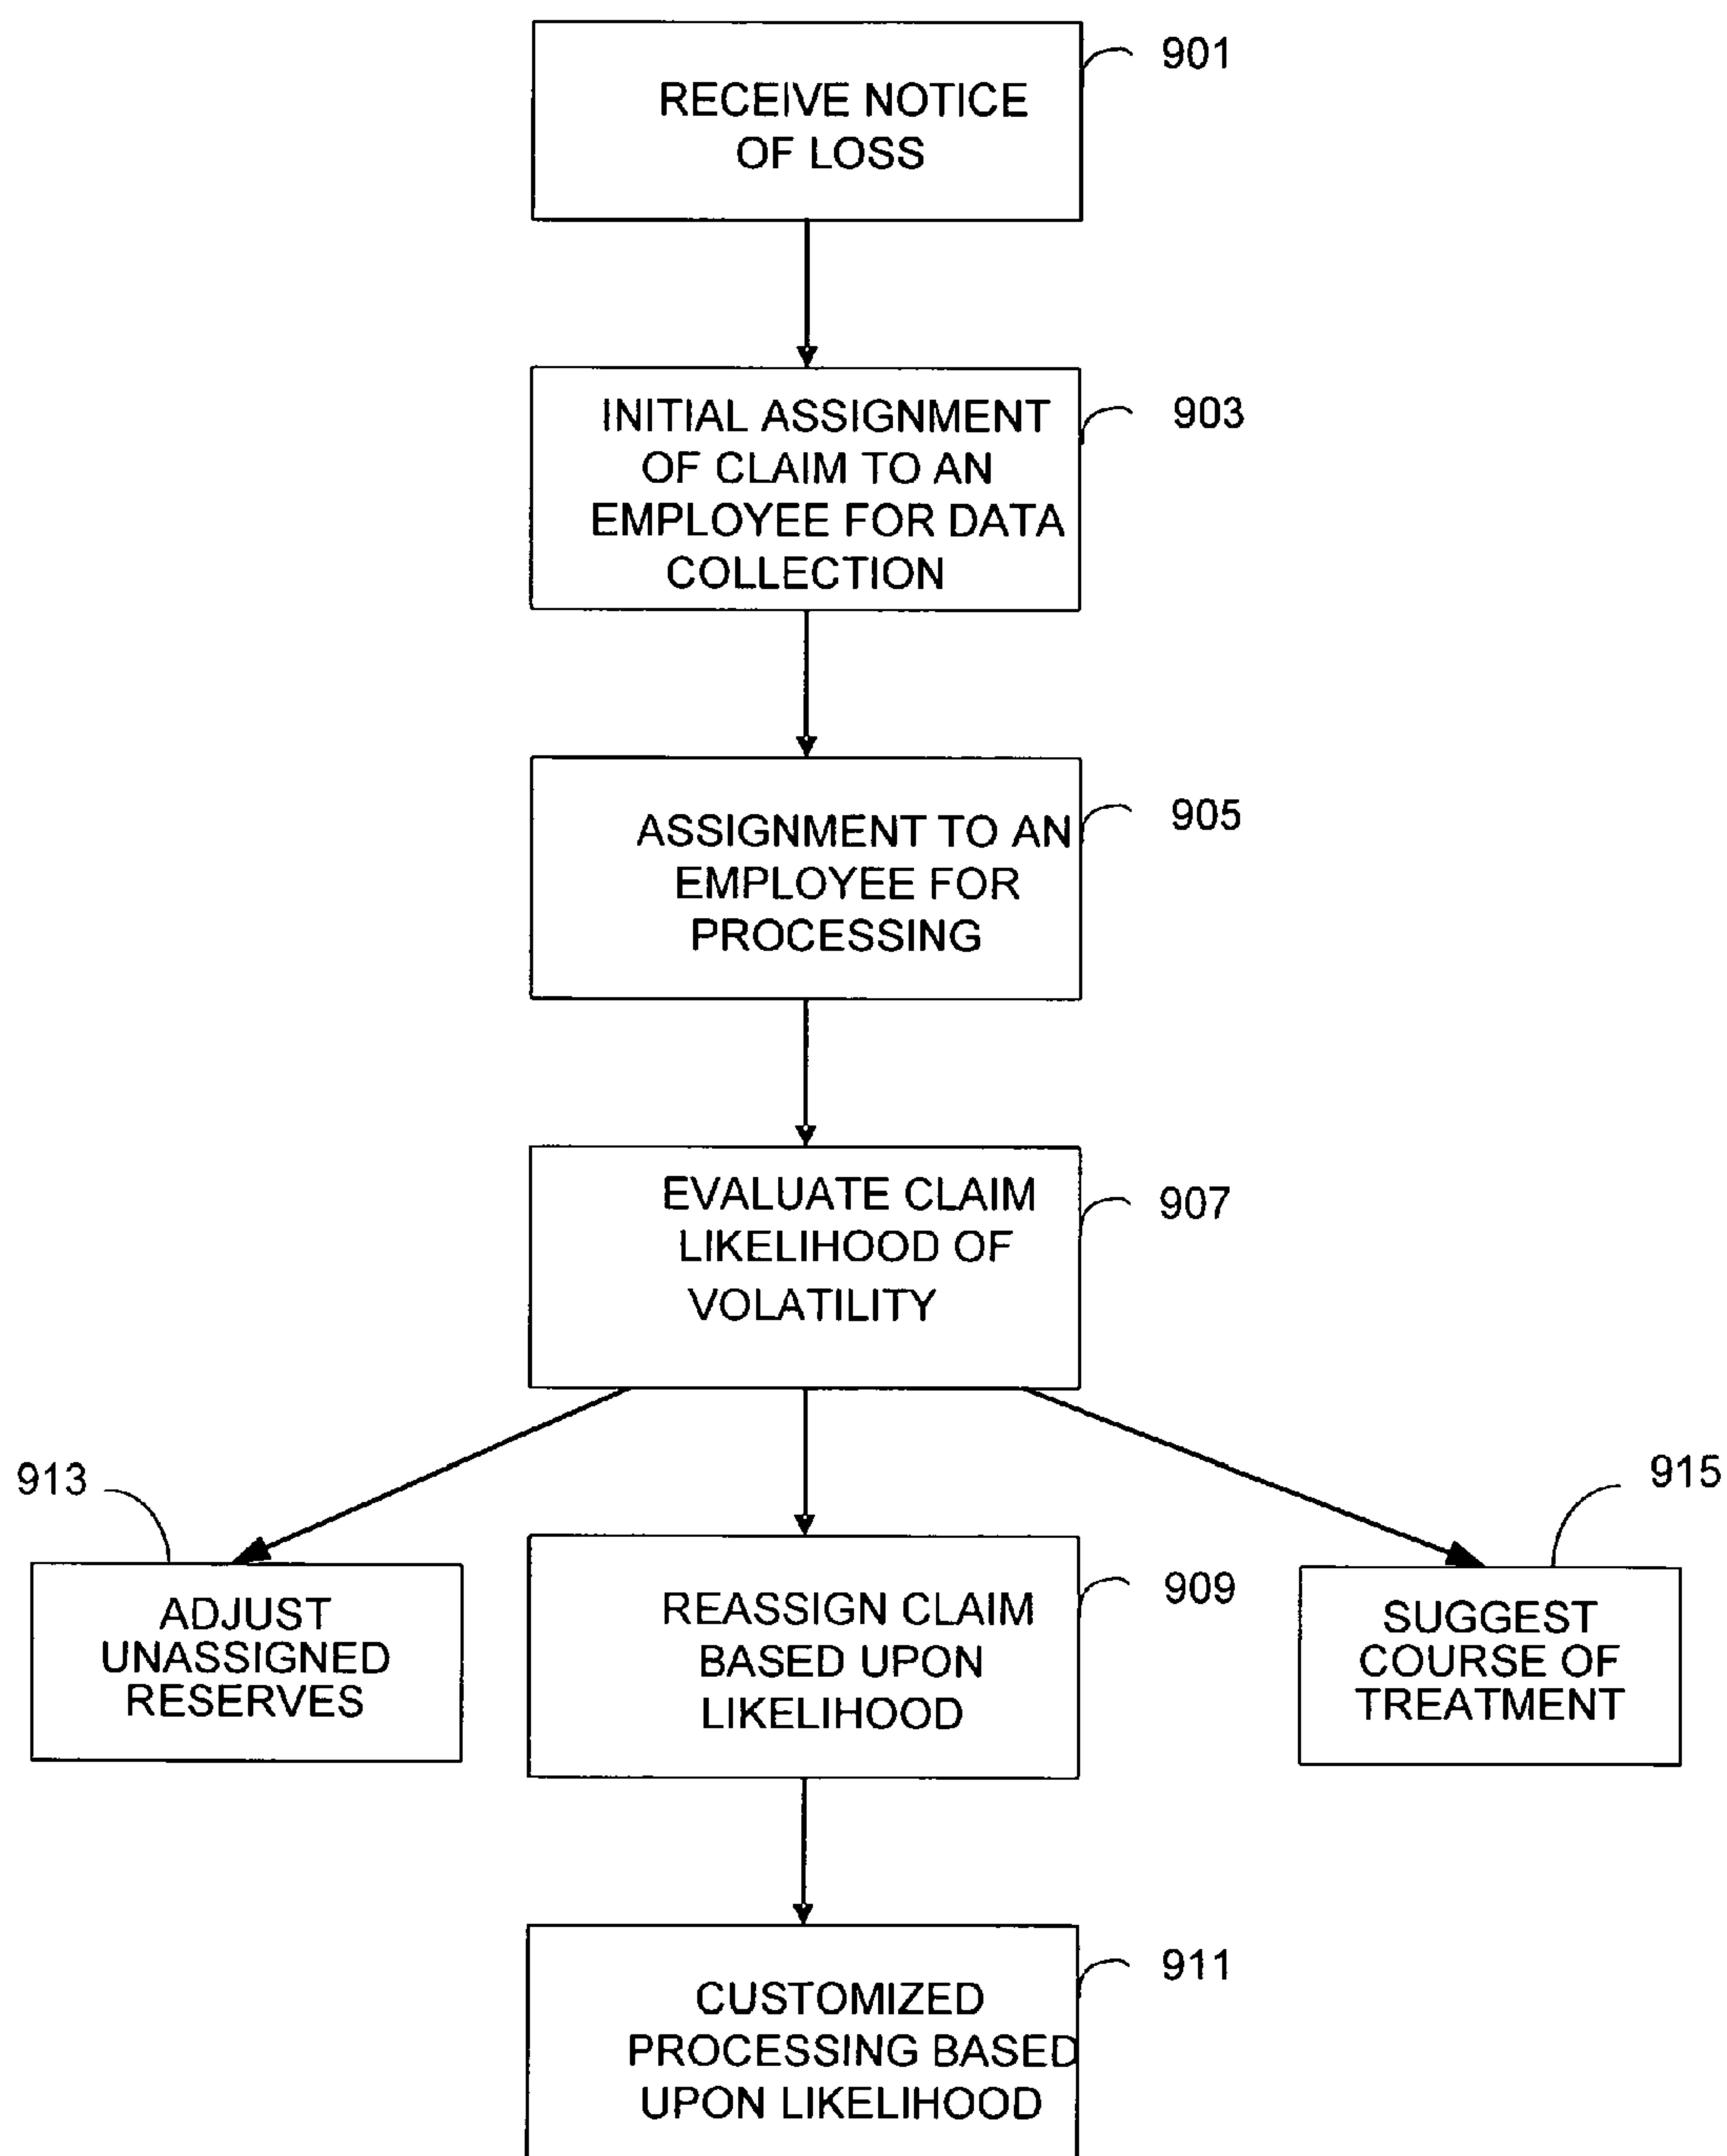 901
RECEIVE NOTICE
OF LOSS
903
INITIAL ASSIGNMENT
OF CLAIM TO AN
EMPLOYEE FOR DATA
COLLECTION
905
ASSIGNMENT TO AN
EMPLOYEE FOR
PROCESSING
907
EVALUATE CLAIM
LIKELIHOOD OF
VOLATILITY
913
ADJUST
UNASSIGNED
RESERVES
909
REASSIGN CLAIM
BASED UPON
LIKELIHOOD
915
SUGGEST
COURSE OF
TREATMENT
911
CUSTOMIZED
PROCESSING BASED
UPON LIKELIHOOD